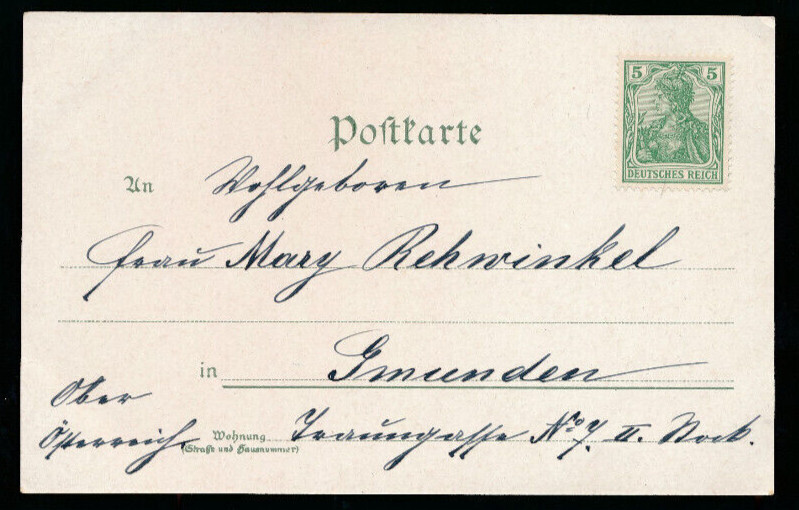 5 5
DEUTSCHES REICH
Postkarte
An Wohlgeboren
Frau Mary Rehwinkel
in Gmunden
Ober
Österreich.
Wohnung Traungasse No 7. II. Stock.
(Straße und Hausnummer)